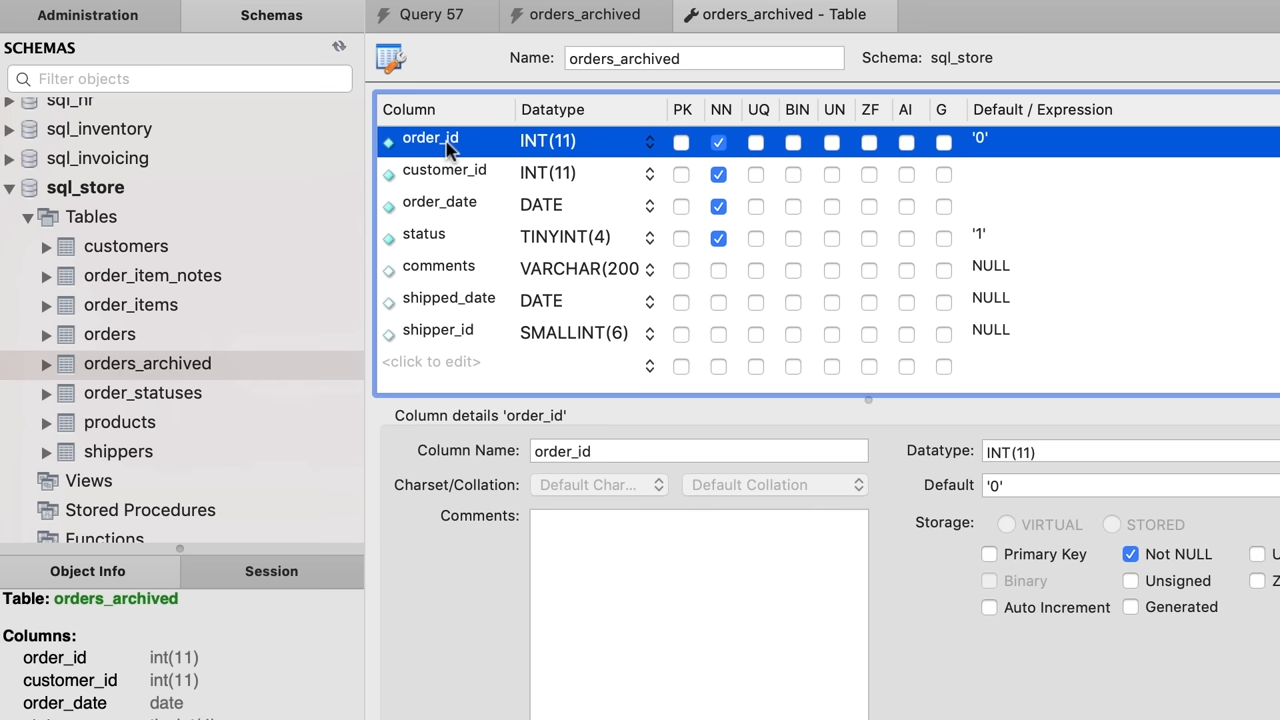 Administration
Schemas
Query 57
orders_archived
orders_archived - Table
SCHEMAS
Filter objects
sql_hr
sql_inventory
sql_invoicing
sql_store
Tables
customers
order_item_notes
order_items
orders
orders_archived
order_statuses
products
shippers
Views
Stored Procedures
Functions
Object Info
Session
Table: orders_archived
Columns:
order_id int(11)
customer_id int(11)
order_date date
Name: orders_archived Schema: sql_store
Column Datatype PK NN UQ BIN UN ZF AI G Default / Expression
order_id INT(11) '0'
customer_id INT(11)
order_date DATE
status TINYINT(4) '1'
comments VARCHAR(200 NULL
shipped_date DATE NULL
shipper_id SMALLINT(6) NULL
<click to edit>
Column details 'order_id'
Column Name: order_id Datatype: INT(11)
Charset/Collation: Default Char... Default Collation Default '0'
Comments: Storage: VIRTUAL STORED
Primary Key Not NULL U
Binary Unsigned Z
Auto Increment Generated